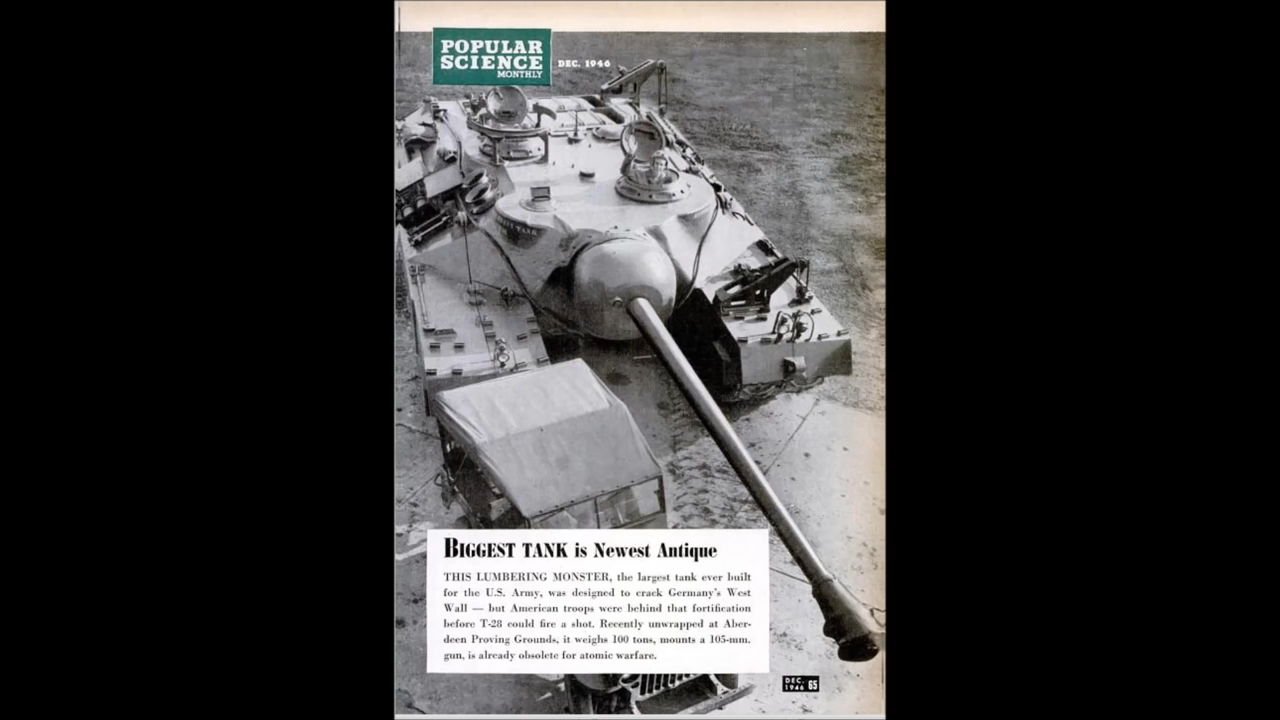 POPULAR
SCIENCE
MONTHLY
DEC. 1946
BIGGEST TANK is Newest Antique
THIS LUMBERING MONSTER, the largest tank ever built
for the U.S. Army, was designed to crack Germany's West
Wall — but American troops were behind that fortification
before T-28 could fire a shot. Recently unwrapped at Aber-
deen Proving Grounds, it weighs 100 tons, mounts a 105-mm.
gun, is already obsolete for atomic warfare.
DEC.
1946 65